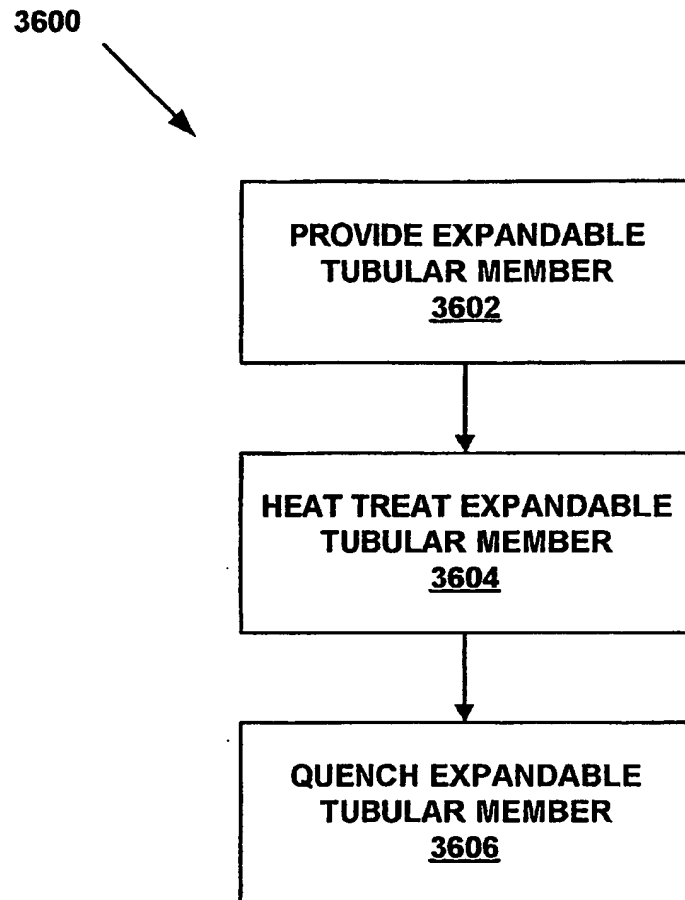 3600
PROVIDE EXPANDABLE
TUBULAR MEMBER
3602
HEAT TREAT EXPANDABLE
TUBULAR MEMBER
3604
QUENCH EXPANDABLE
TUBULAR MEMBER
3606